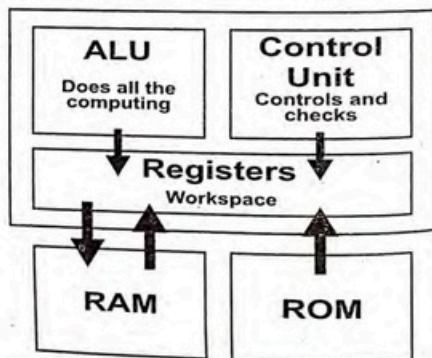 ALU
Does all the
computing
Control
Unit
Controls and
checks
Registers
Workspace
RAM
ROM